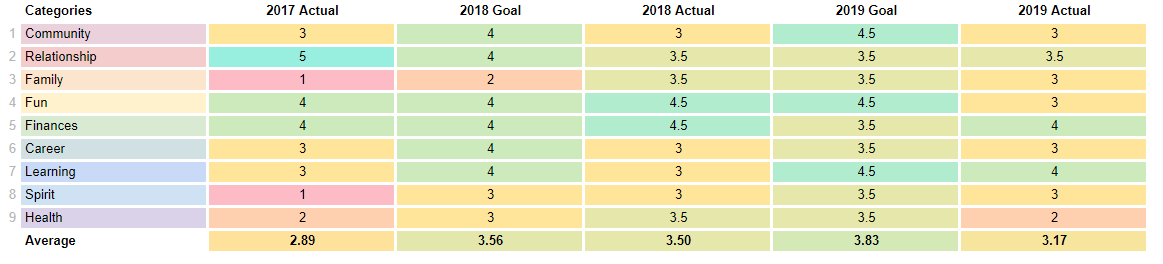 Categories 2017 Actual 2018 Goal 2018 Actual 2019 Goal 2019 Actual
1 Community 3 4 3 4.5 3
2 Relationship 5 4 3.5 3.5 3.5
3 Family 1 2 3.5 3.5 3
4 Fun 4 4 4.5 4.5 3
5 Finances 4 4 4.5 3.5 4
6 Career 3 4 3 3.5 3
7 Learning 3 4 3 4.5 4
8 Spirit 1 3 3 3.5 3
9 Health 2 3 3.5 3.5 2
Average 2.89 3.56 3.50 3.83 3.17